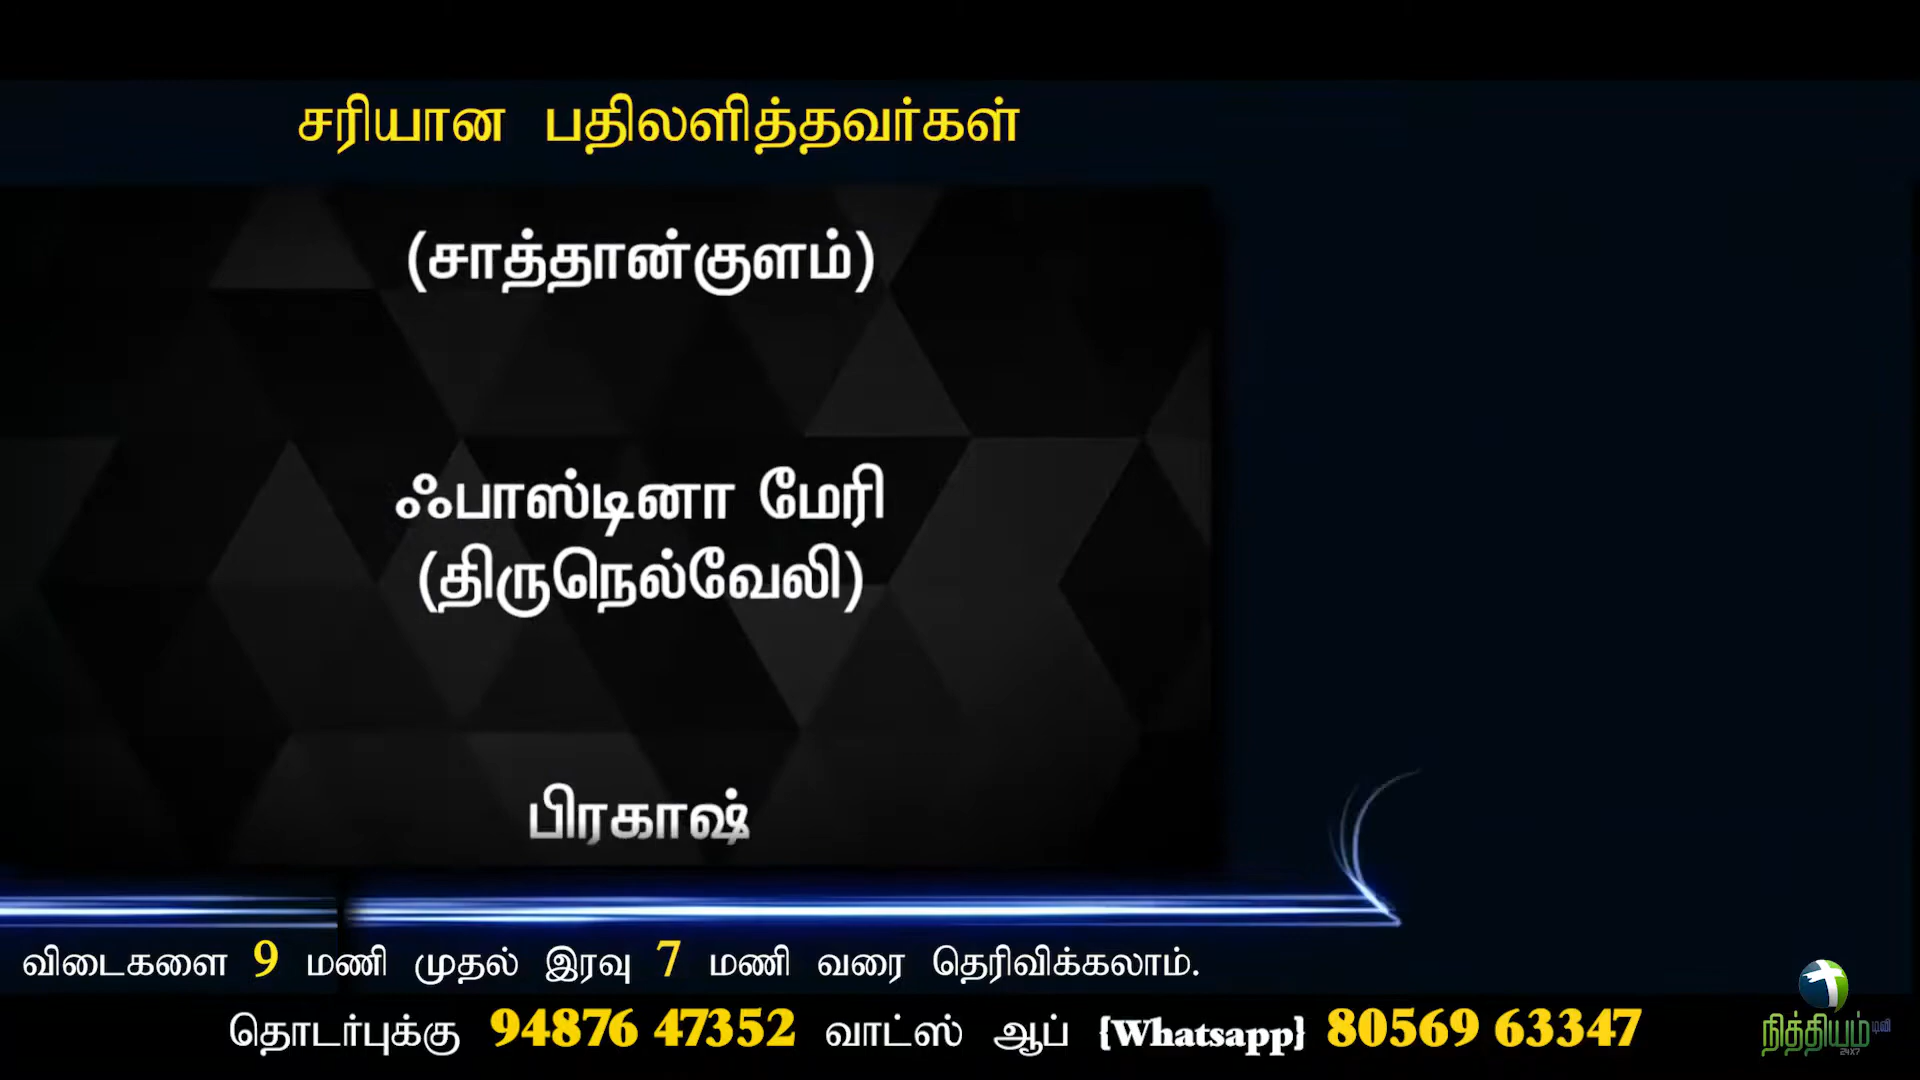 சரியான பதிலளித்தவர்கள்
(சாத்தான்குளம்)
ஃபாஸ்டினா மேரி
(திருநெல்வேலி)
பிரகாஷ்
விடைகளை 9 மணி முதல் இரவு 7 மணி வரை தெரிவிக்கலாம்.
தொடர்புக்கு 94876 47352 வாட்ஸ் ஆப் {Whatsapp} 80569 63347
நித்தியம் டிவி
24X7